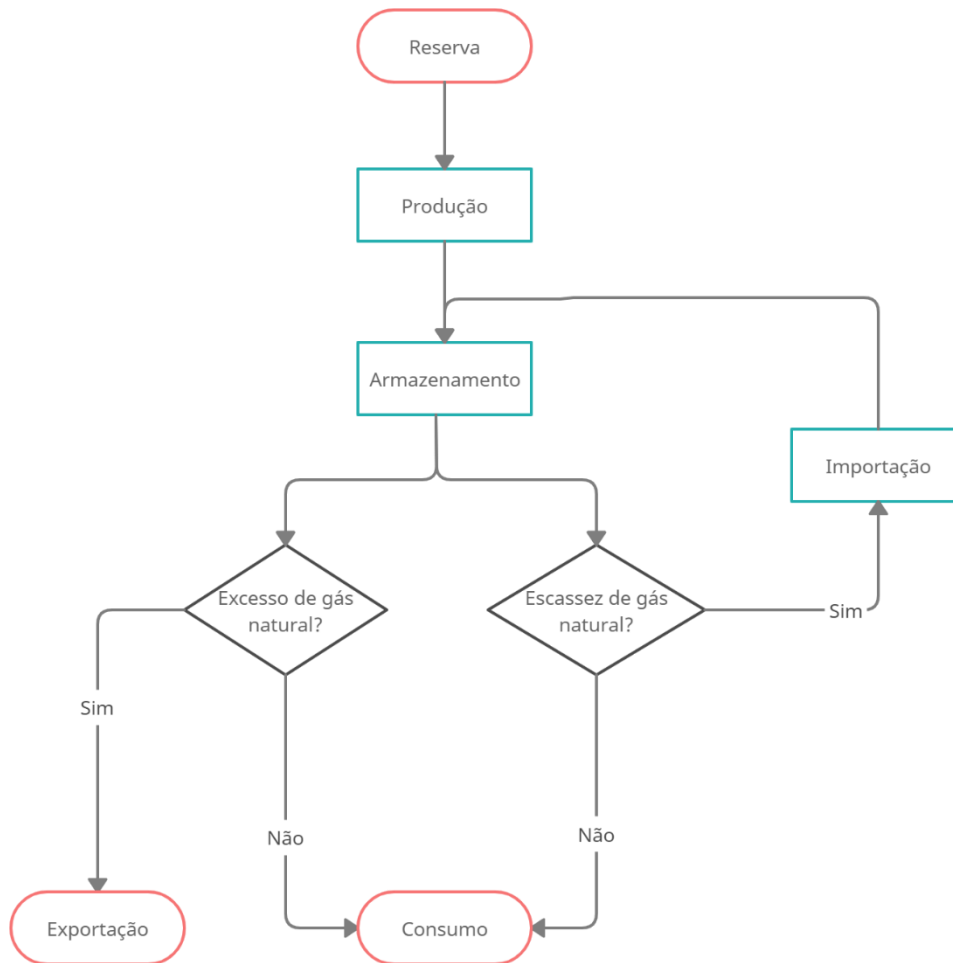 Reserva
Produção
Armazenamento
Importação
Excesso de gás
natural?
Escassez de gás
natural?
Sim
Sim
Não
Não
Exportação
Consumo